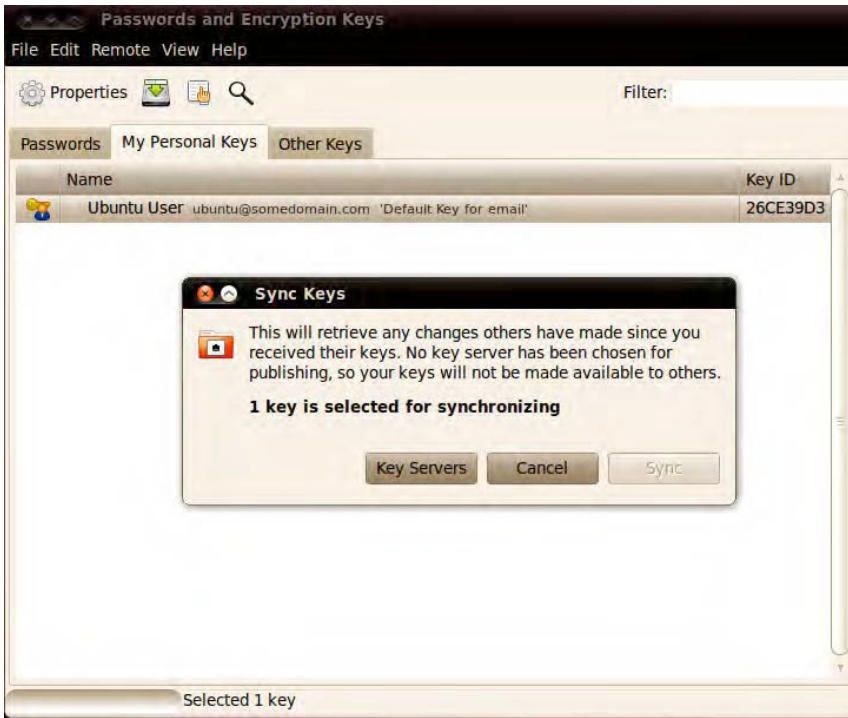 Passwords and Encryption Keys
File Edit Remote View Help
Properties Filter:
Passwords My Personal Keys Other Keys
Name Key ID
Ubuntu User ubuntu@somedomain.com 'Default Key for email' 26CE39D3
Sync Keys
This will retrieve any changes others have made since you
received their keys. No key server has been chosen for
publishing, so your keys will not be made available to others.
1 key is selected for synchronizing
Key Servers Cancel Sync
Selected 1 key